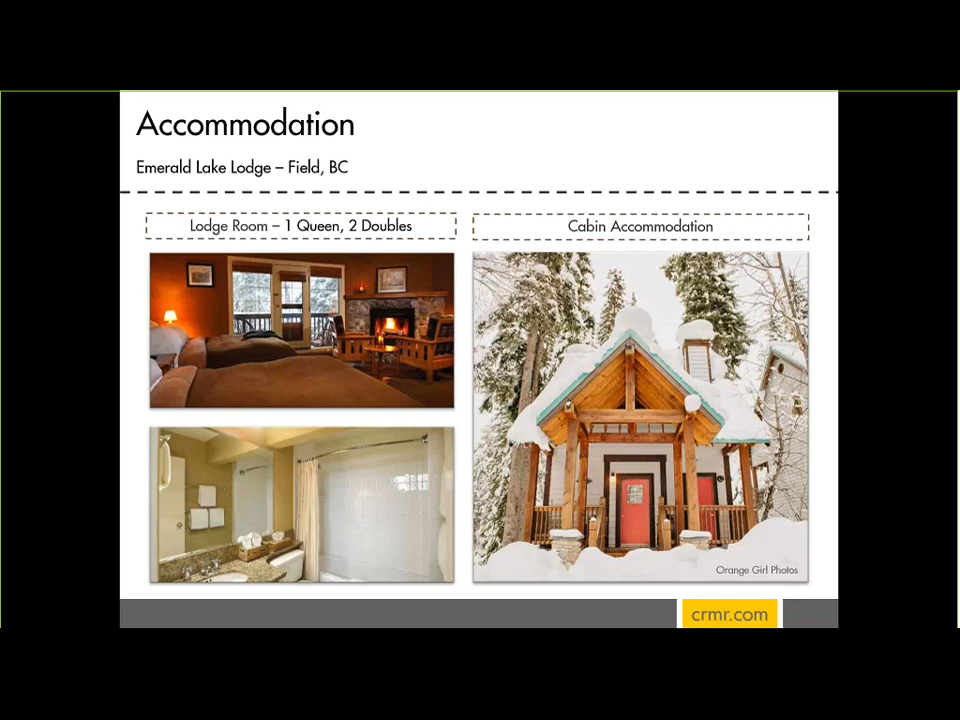 Accommodation
Emerald Lake Lodge – Field, BC
Lodge Room – 1 Queen, 2 Doubles
Cabin Accommodation
Orange Girl Photos
crmr.com